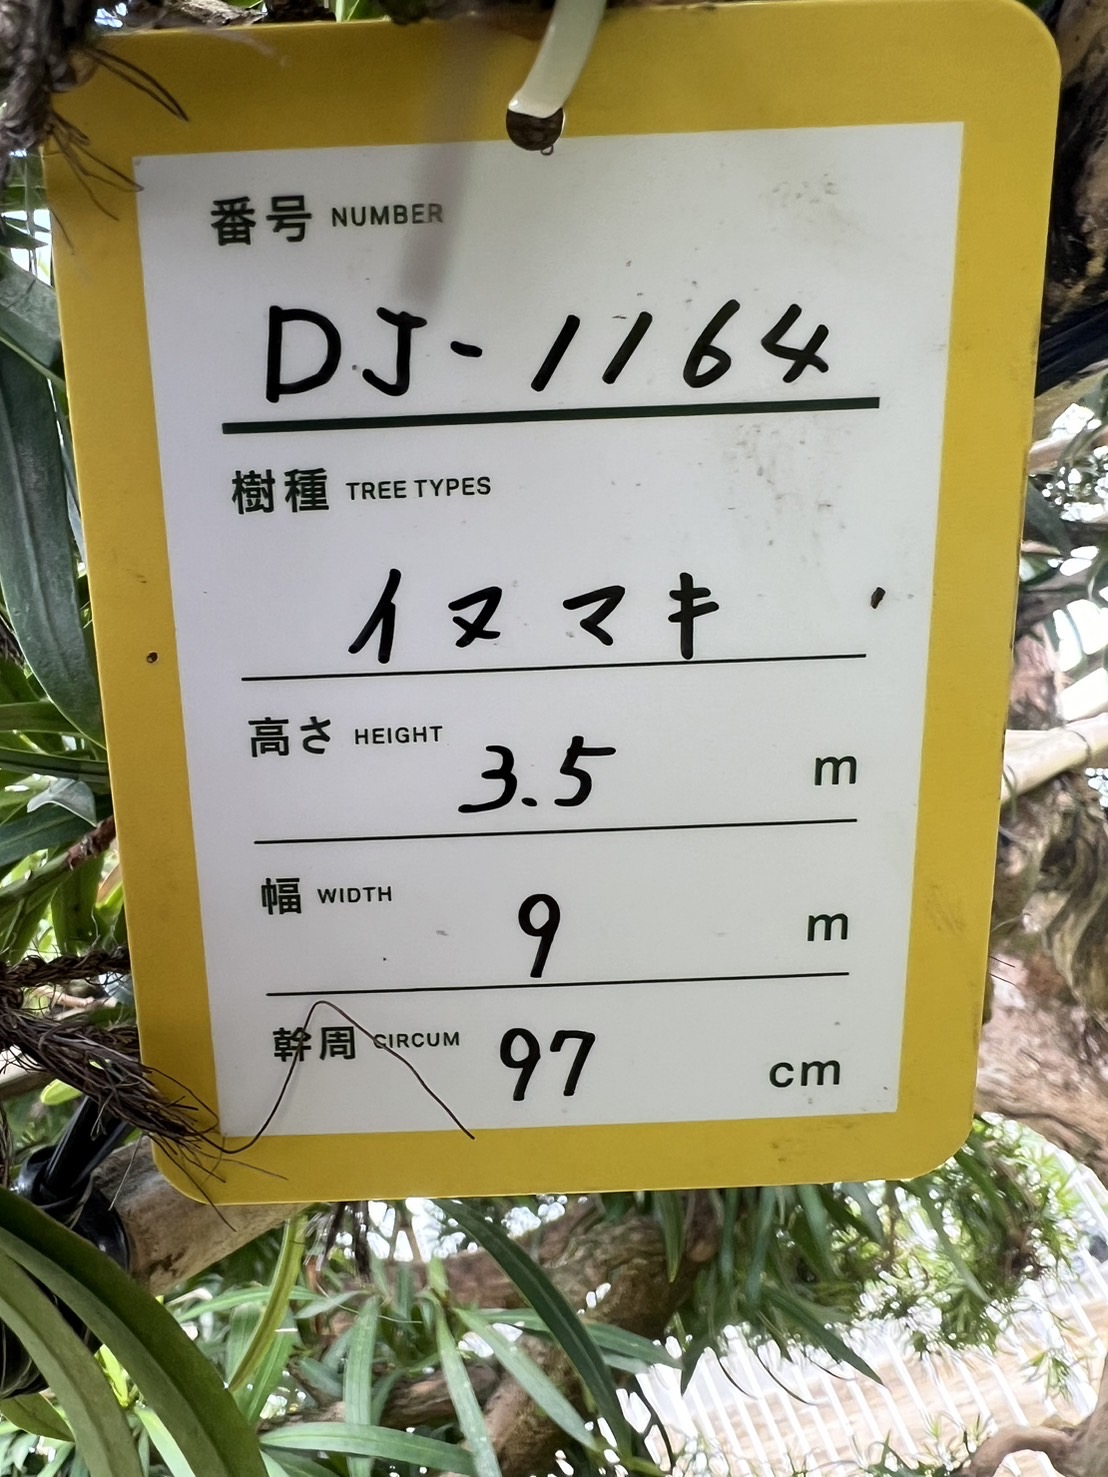 番号 NUMBER
DJ-1164
樹種 TREE TYPES
イヌマキ
高さ HEIGHT 3.5 m
幅 WIDTH 9 m
幹周 CIRCUM 97 cm